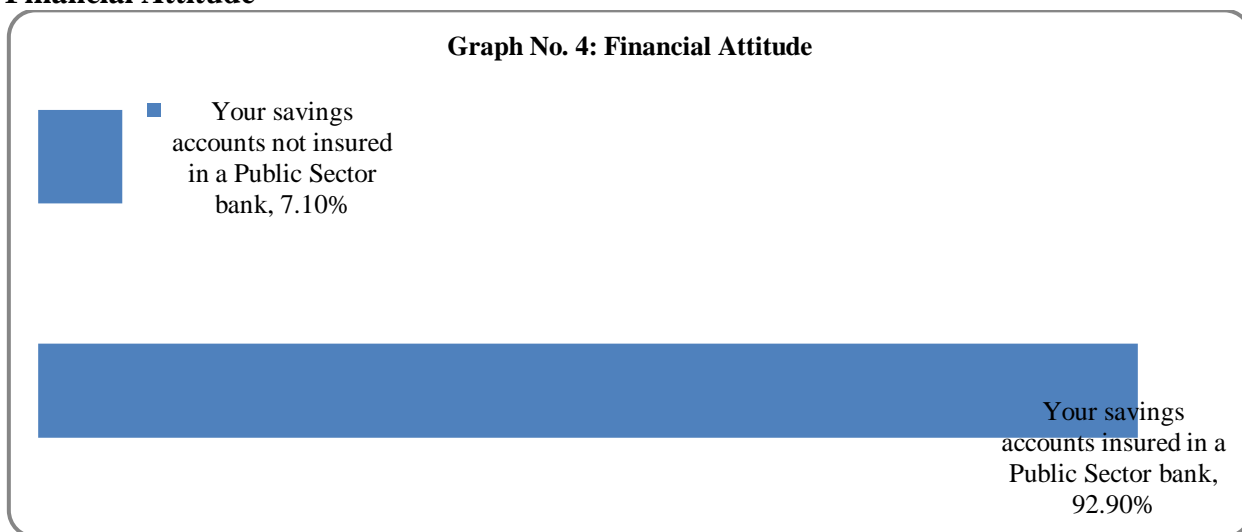 Financial Attitude
Graph No. 4: Financial Attitude
Your savings
accounts not insured
in a Public Sector
bank, 7.10%
Your savings
accounts insured in a
Public Sector bank,
92.90%